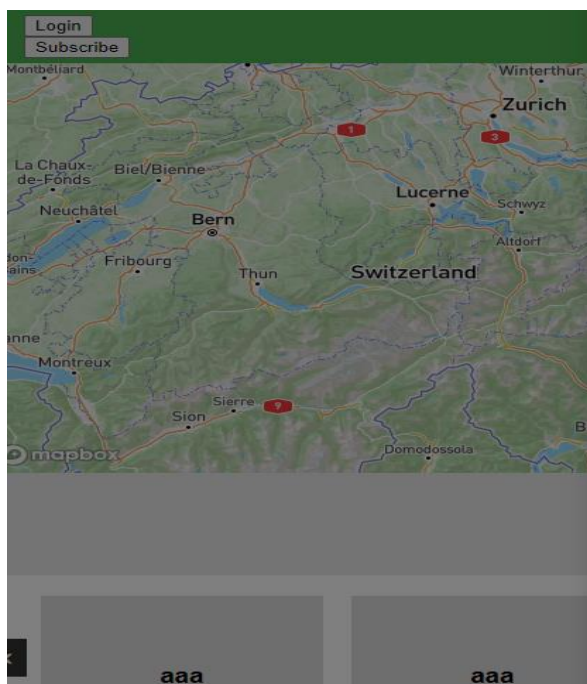 Login
Subscribe
Montbéliard
Winterthur
Zurich
1
3
La Chaux-
de-Fonds
Biel/Bienne
Lucerne
Schwyz
Neuchâtel
Bern
Altdorf
Fribourg
Thun
Switzerland
Montreux
Sierre
9
Sion
Domodossola
mapbox
aaa
aaa